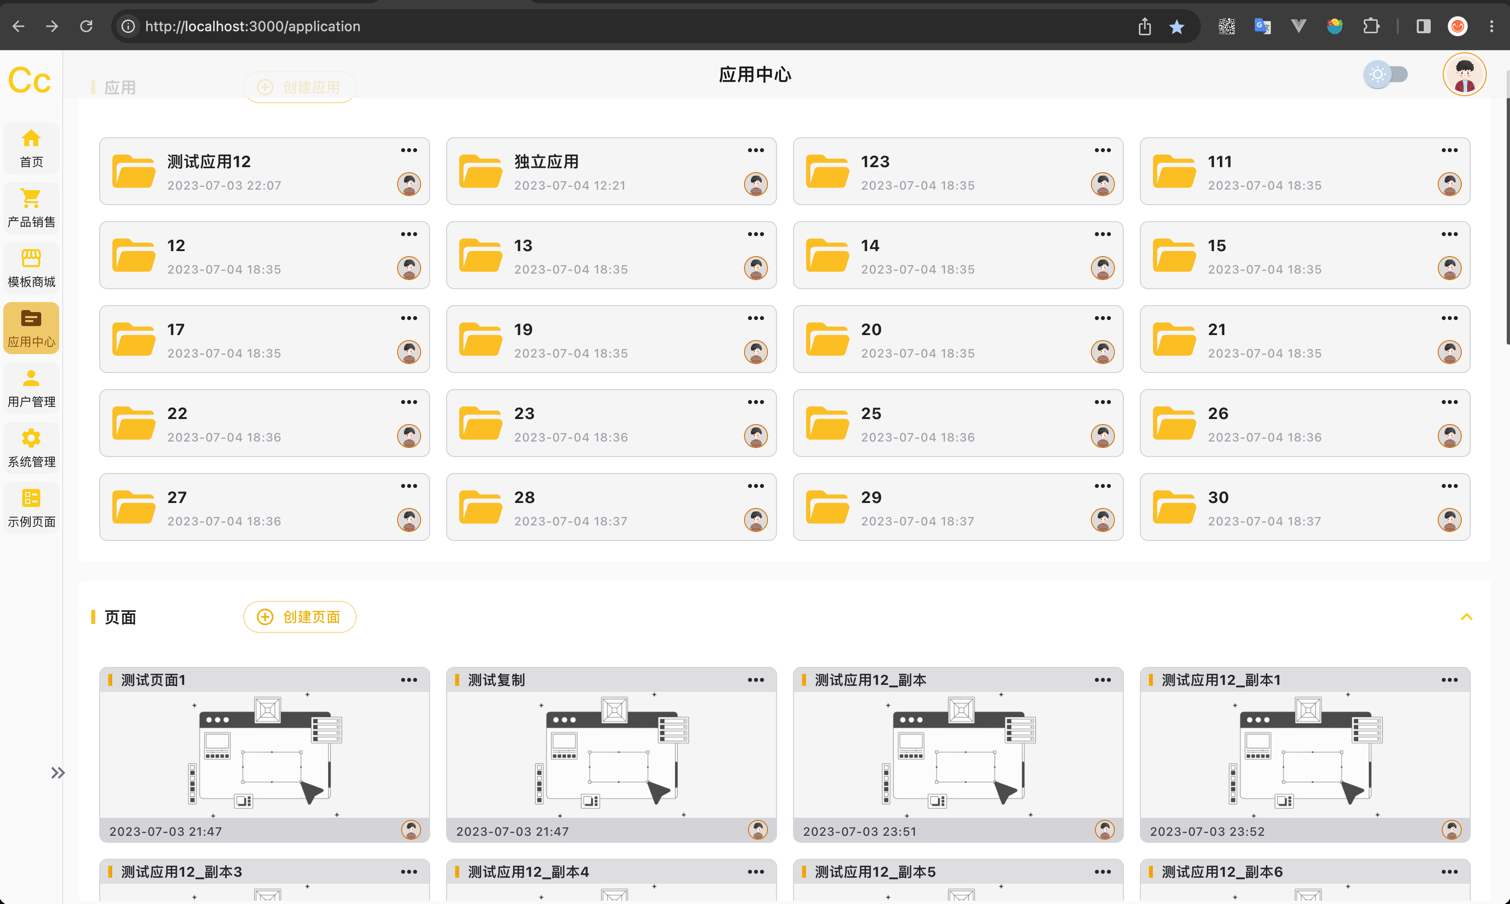 http://localhost:3000/application
Cc
应用
创建应用
应用中心
首页
产品销售
模板商城
应用中心
用户管理
系统管理
示例页面
测试应用12
2023-07-03 22:07
独立应用
2023-07-04 12:21
123
2023-07-04 18:35
111
2023-07-04 18:35
12
2023-07-04 18:35
13
2023-07-04 18:35
14
2023-07-04 18:35
15
2023-07-04 18:35
17
2023-07-04 18:35
19
2023-07-04 18:35
20
2023-07-04 18:35
21
2023-07-04 18:35
22
2023-07-04 18:36
23
2023-07-04 18:36
25
2023-07-04 18:36
26
2023-07-04 18:36
27
2023-07-04 18:36
28
2023-07-04 18:37
29
2023-07-04 18:37
30
2023-07-04 18:37
页面
创建页面
测试页面1
2023-07-03 21:47
测试复制
2023-07-03 21:47
测试应用12_副本
2023-07-03 23:51
测试应用12_副本1
2023-07-03 23:52
测试应用12_副本3
测试应用12_副本4
测试应用12_副本5
测试应用12_副本6